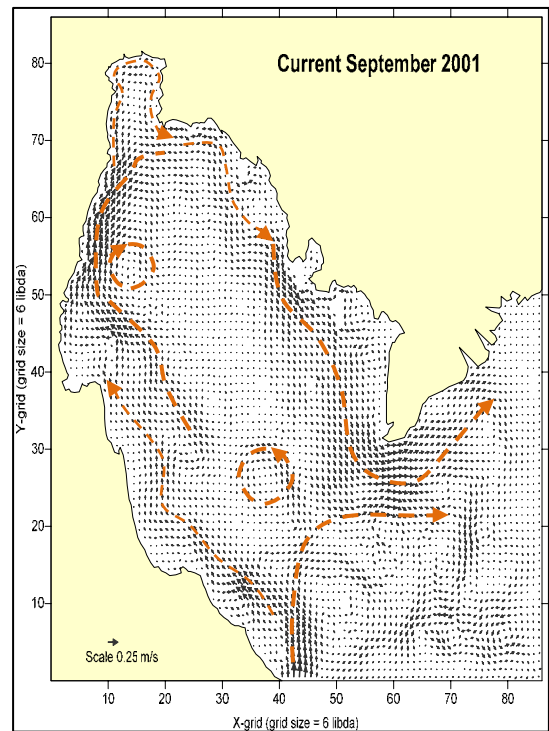 Current September 2001
80
70
60
50
40
30
20
10
Y-grid (grid size = 6 libda)
Scale 0.25 m/s
10 20 30 40 50 60 70 80
X-grid (grid size = 6 libda)